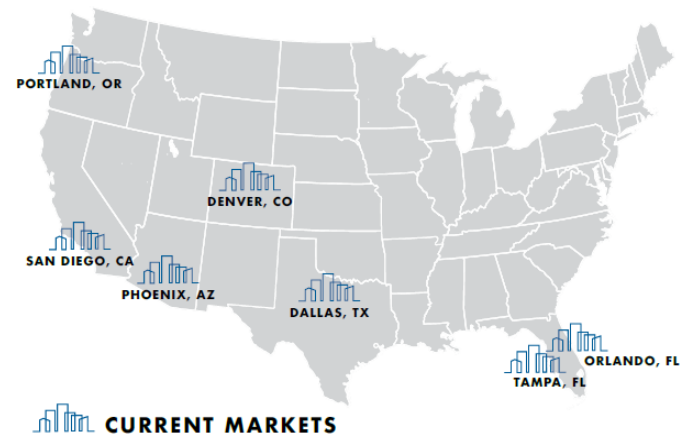 PORTLAND, OR
DENVER, CO
SAN DIEGO, CA
PHOENIX, AZ
DALLAS, TX
ORLANDO, FL
TAMPA, FL
CURRENT MARKETS